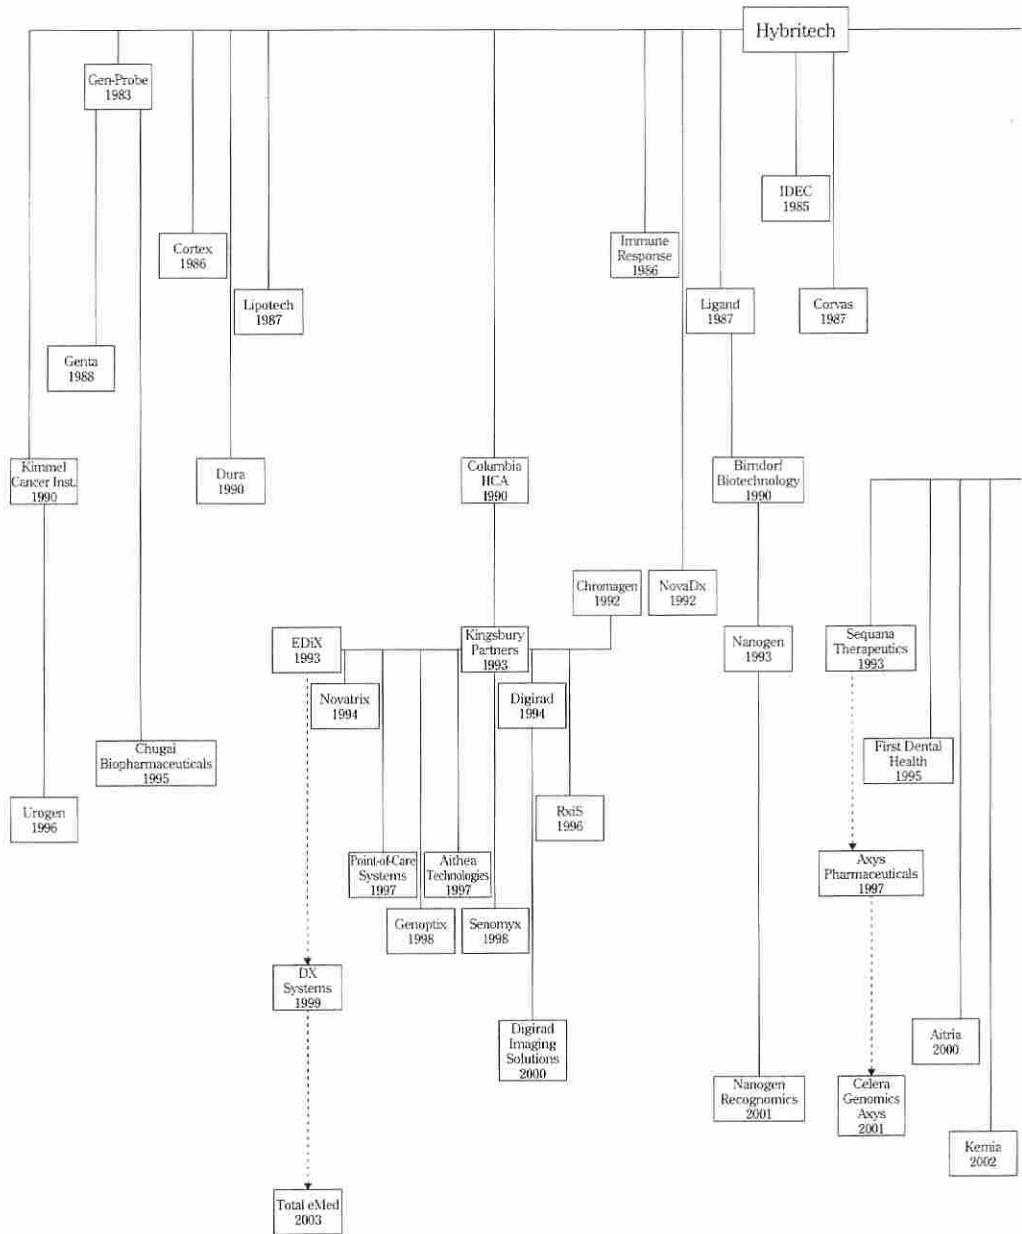 Hybritech
Gen-Probe
1983
IDEC
1985
Cortex
1986
Immune
Response
1986
Lipotech
1987
Ligand
1987
Corvas
1987
Genta
1988
Kimmel
Cancer Inst.
1990
Dura
1990
Columbia
HCA
1990
Birndorf
Biotechnology
1990
Chromagen
1992
NovaDx
1992
EDiX
1993
Kingsbury
Partners
1993
Nanogen
1993
Sequana
Therapeutics
1993
Novatrix
1994
Digirad
1994
Chugai
Biopharmaceuticals
1995
First Dental
Health
1995
Urogen
1996
RxiS
1996
Point-of-Care
Systems
1997
Aithea
Technologies
1997
Axys
Pharmaceuticals
1997
Genoptix
1998
Senomyx
1998
DX
Systems
1999
Digirad
Imaging
Solutions
2000
Aitria
2000
Nanogen
Recognomics
2001
Celera
Genomics
Axys
2001
Kemia
2002
Total eMed
2003